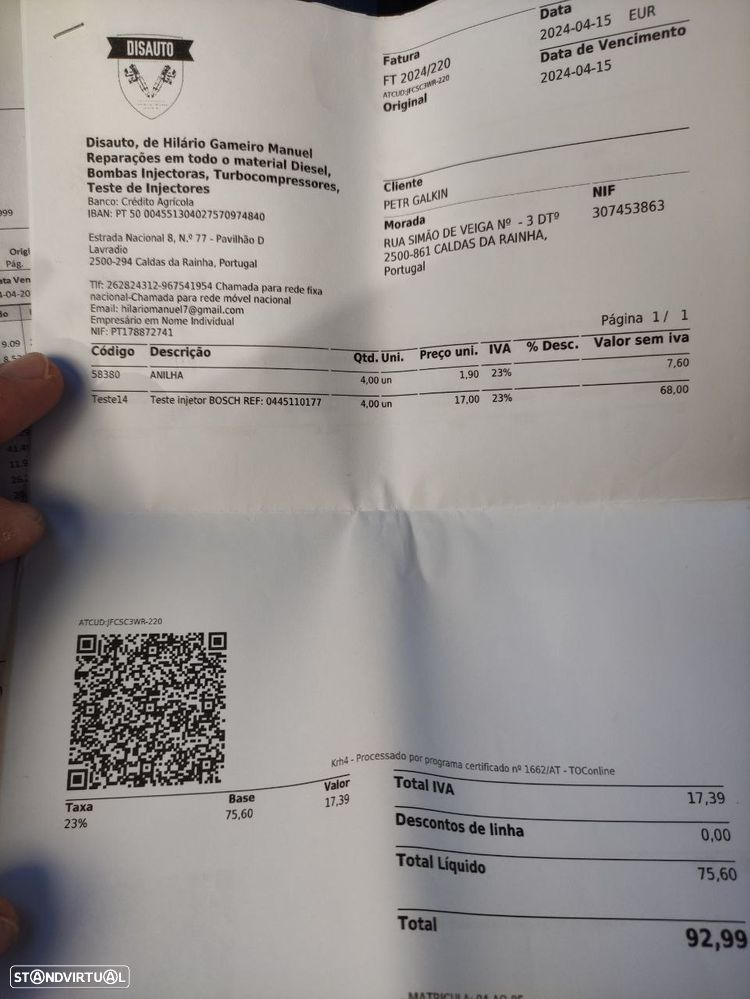 DISAUTO
Disauto, de Hilário Gameiro Manuel
Reparações em todo o material Diesel,
Bombas Injectoras, Turbocompressores,
Teste de Injectores
Banco: Crédito Agrícola
IBAN: PT 50 004551304027570974840
Estrada Nacional 8, N.º 77 - Pavilhão D
Lavradio
2500-294 Caldas da Rainha, Portugal
Tlf: 262824312-967541954 Chamada para rede fixa
nacional-Chamada para rede móvel nacional
Email: hilariomanuel7@gmail.com
Empresário em Nome Individual
NIF: PT178872741
Fatura
FT 2024/220
ATCUD:JFCSC3WR-220
Original
Data
2024-04-15 EUR
Data de Vencimento
2024-04-15
Cliente
PETR GALKIN
Morada
RUA SIMÃO DE VEIGA Nº - 3 DTº
2500-861 CALDAS DA RAINHA,
Portugal
NIF
307453863
Página 1 / 1
Código Descrição Qtd. Uni. Preço uni. IVA % Desc. Valor sem iva
58380 ANILHA 4,00 un 1,90 23% 7,60
Teste14 Teste injetor BOSCH REF: 0445110177 4,00 un 17,00 23% 68,00
ATCUD:JFCSC3WR-220
Krh4 - Processado por programa certificado nº 1662/AT - TOConline
Taxa Base Valor
23% 75,60 17,39
Total IVA 17,39
Descontos de linha 0,00
Total Líquido 75,60
Total 92,99
STANDVIRTUAL